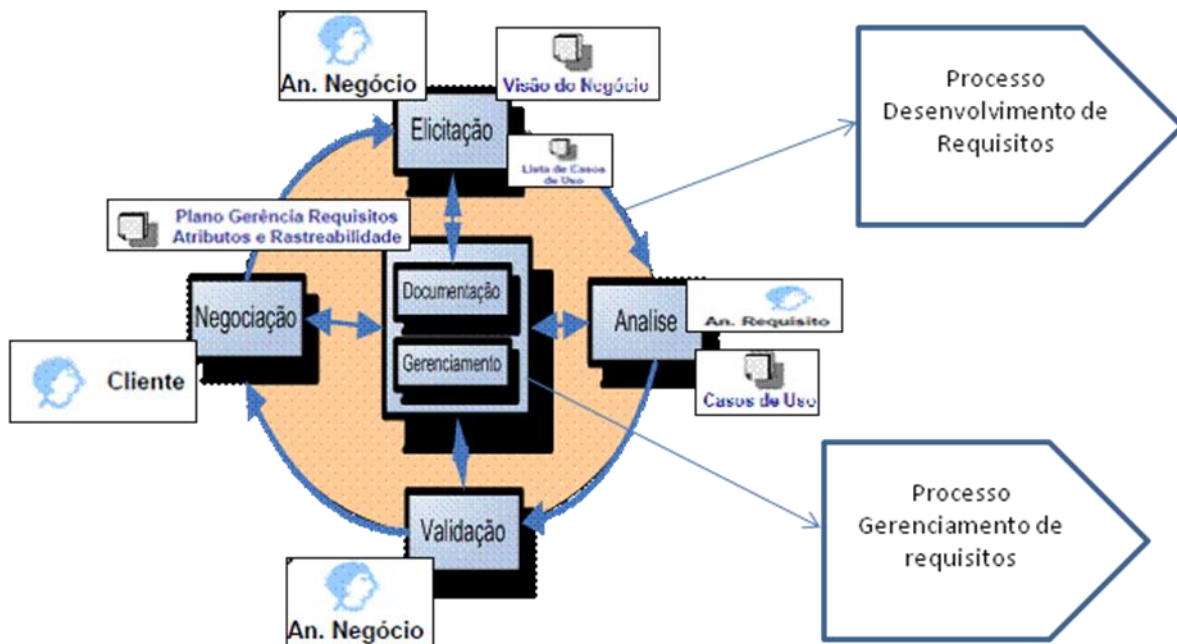 An. Negócio
Visão do Negócio
Elicitação
Lista de Casos
de Uso
Processo
Desenvolvimento de
Requisitos
Plano Gerência Requisitos
Atributos e Rastreabilidade
Documentação
Negociação
Analise
An. Requisito
Gerenciamento
Cliente
Casos de Uso
Processo
Gerenciamento de
requisitos
Validação
An. Negócio